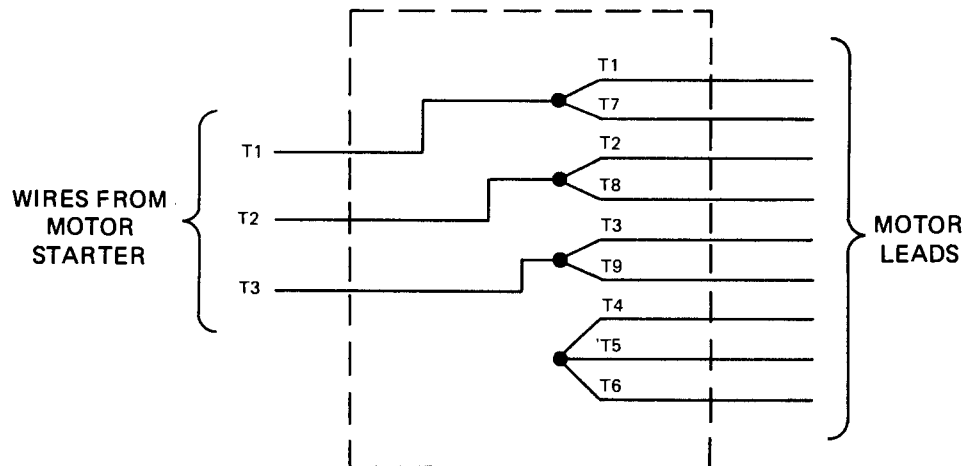 WIRES FROM
MOTOR
STARTER
T1
T2
T3
T1
T7
T2
T8
T3
T9
T4
'T5
T6
MOTOR
LEADS